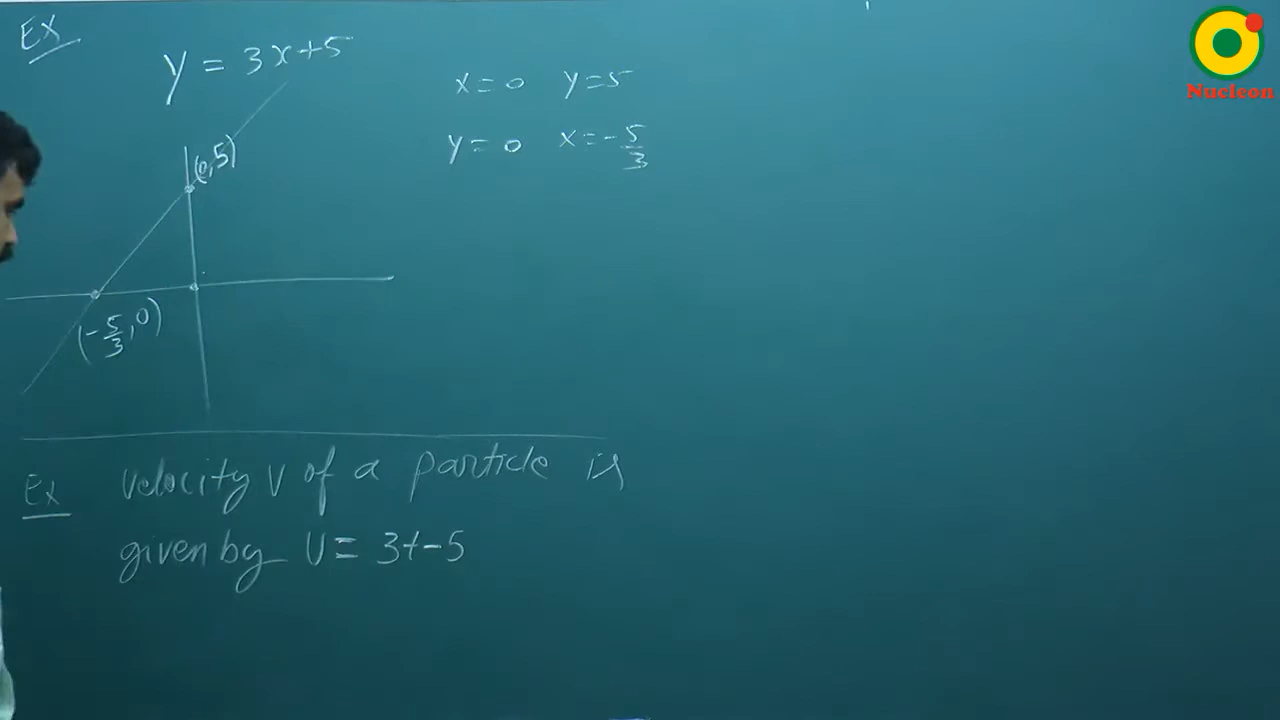 Ex
y = 3x+5
x=0 y=5
y=0 x=-5/3
(0,5)
(-5/3,0)
Ex velocity v of a particle is
given by v= 3t-5
Nucleon